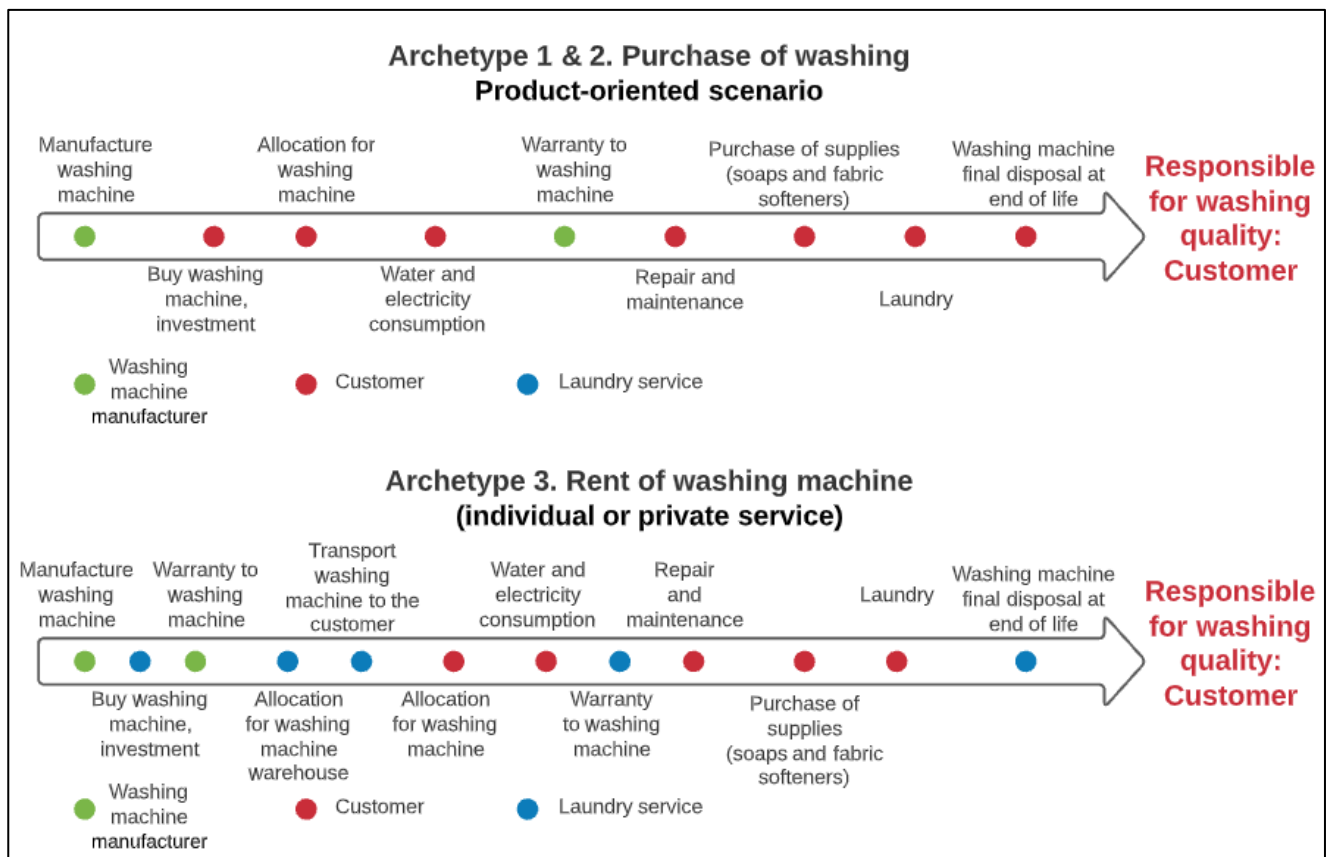 Archetype 1 & 2. Purchase of washing
Product-oriented scenario
Manufacture
washing
machine
Allocation for
washing
machine
Warranty to
washing
machine
Purchase of supplies
(soaps and fabric
softeners)
Washing machine
final disposal at
end of life
Responsible
for washing
quality:
Customer
Buy washing
machine,
investment
Water and
electricity
consumption
Repair and
maintenance
Laundry
Washing
machine
manufacturer
Customer
Laundry service
Archetype 3. Rent of washing machine
(individual or private service)
Manufacture
washing
machine
Warranty to
washing
machine
Transport
washing
machine to the
customer
Water and
electricity
consumption
Repair
and
maintenance
Laundry
Washing machine
final disposal at
end of life
Responsible
for washing
quality:
Customer
Buy washing
machine,
investment
Allocation
for washing
machine
warehouse
Allocation
for washing
machine
Warranty
to washing
machine
Purchase of
supplies
(soaps and fabric
softeners)
Washing
machine
manufacturer
Customer
Laundry service